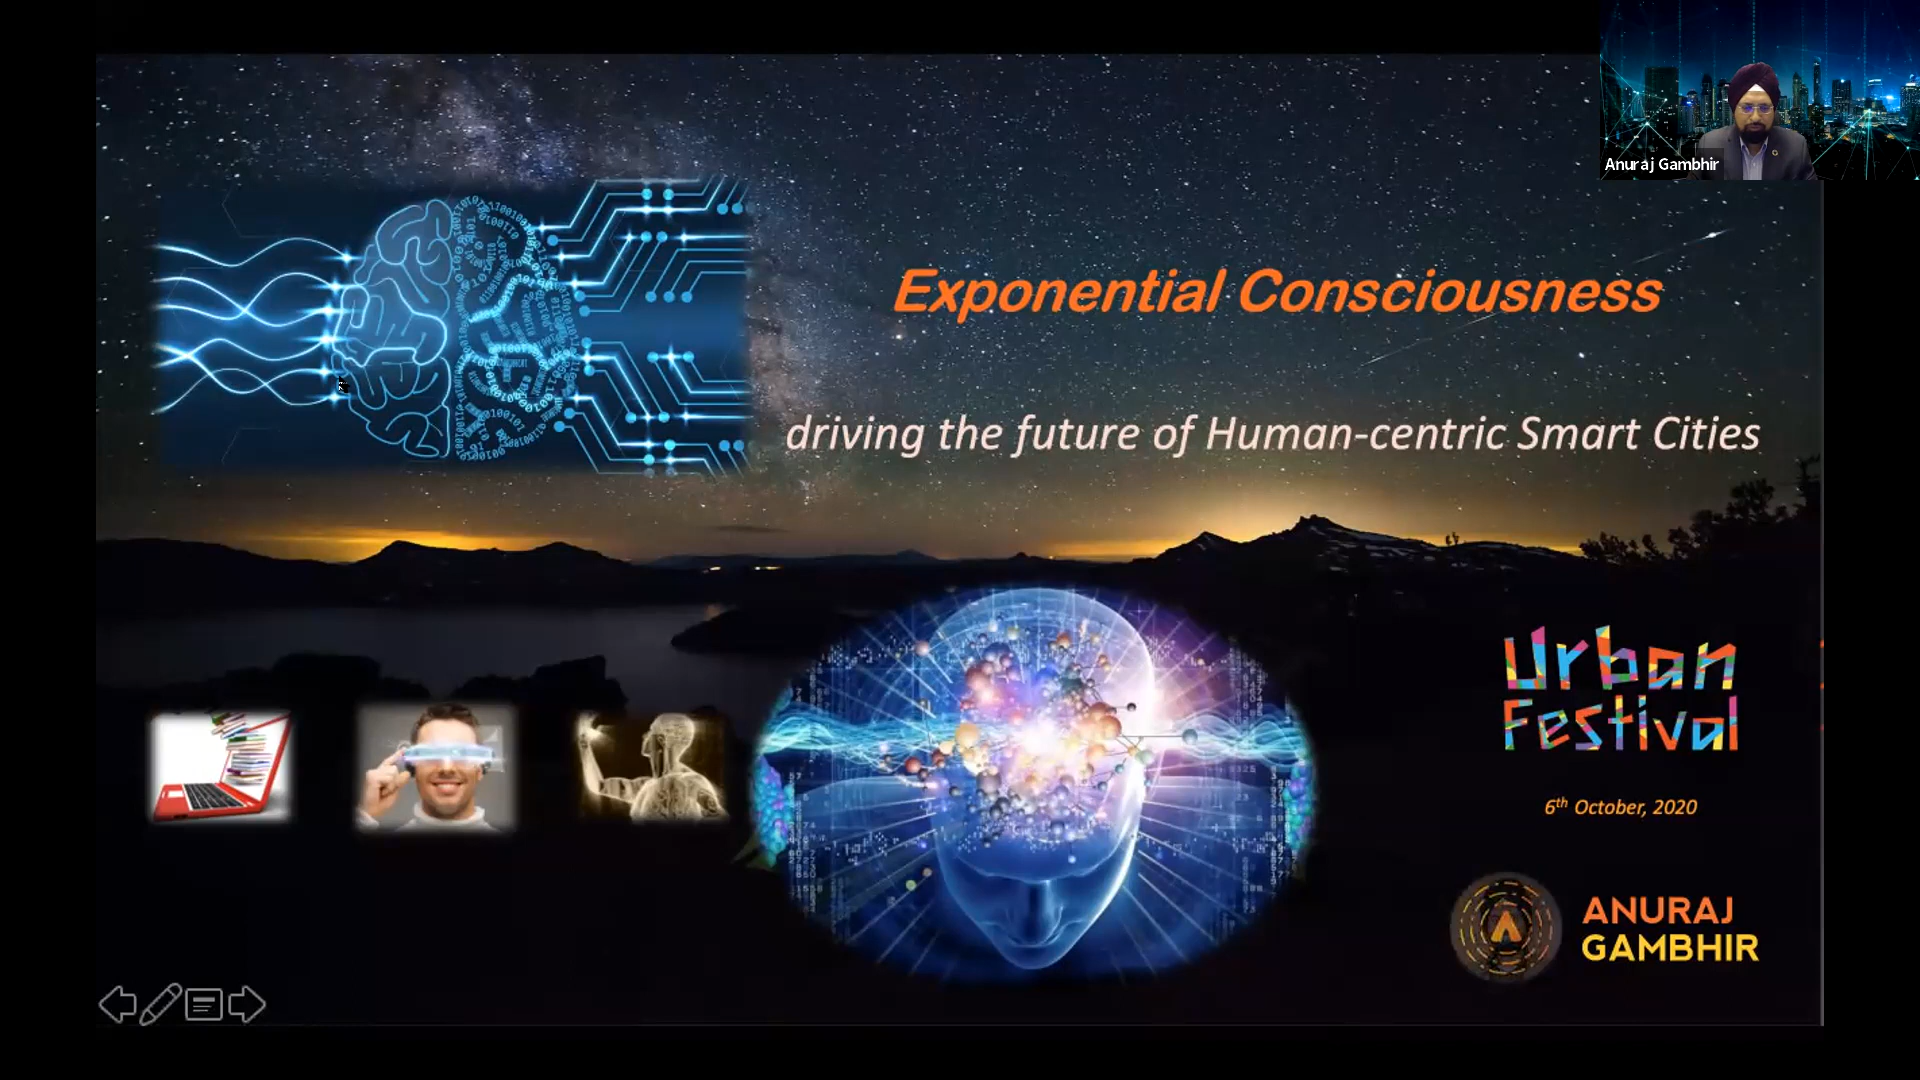 Anuraj Gambhir
Exponential Consciousness
driving the future of Human-centric Smart Cities
Urban
Festival
6th October, 2020
ANURAJ
GAMBHIR